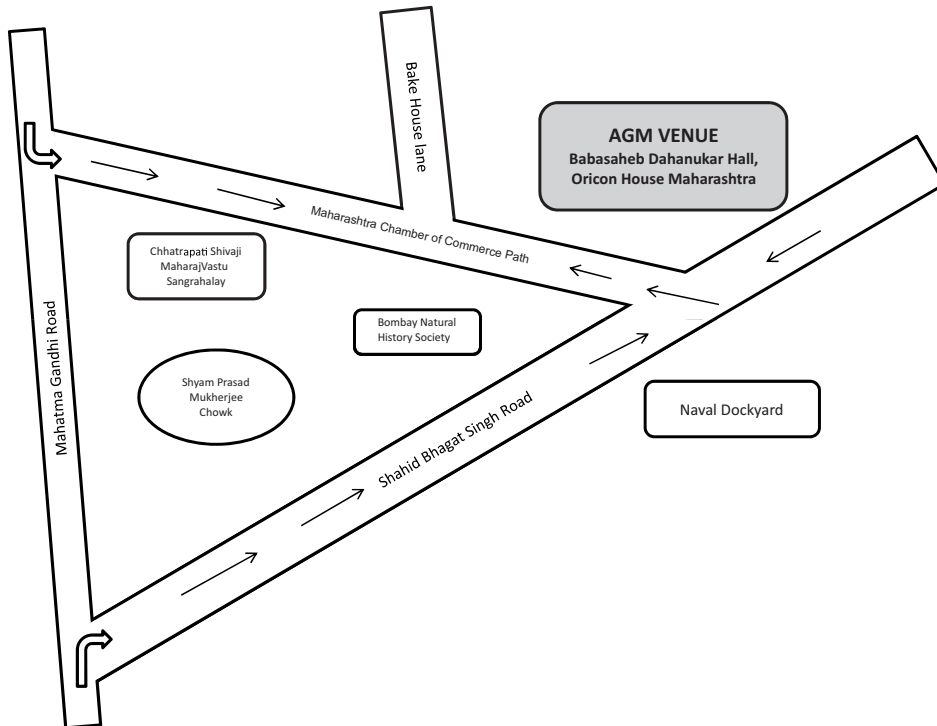 Bake House lane
AGM VENUE
Babasaheb Dahanukar Hall,
Oricon House Maharashtra
Maharashtra Chamber of Commerce Path
Chhatrapati Shivaji
MaharajVastu
Sangrahalay
Bombay Natural
History Society
Mahatma Gandhi Road
Shyam Prasad
Mukherjee
Chowk
Shahid Bhagat Singh Road
Naval Dockyard